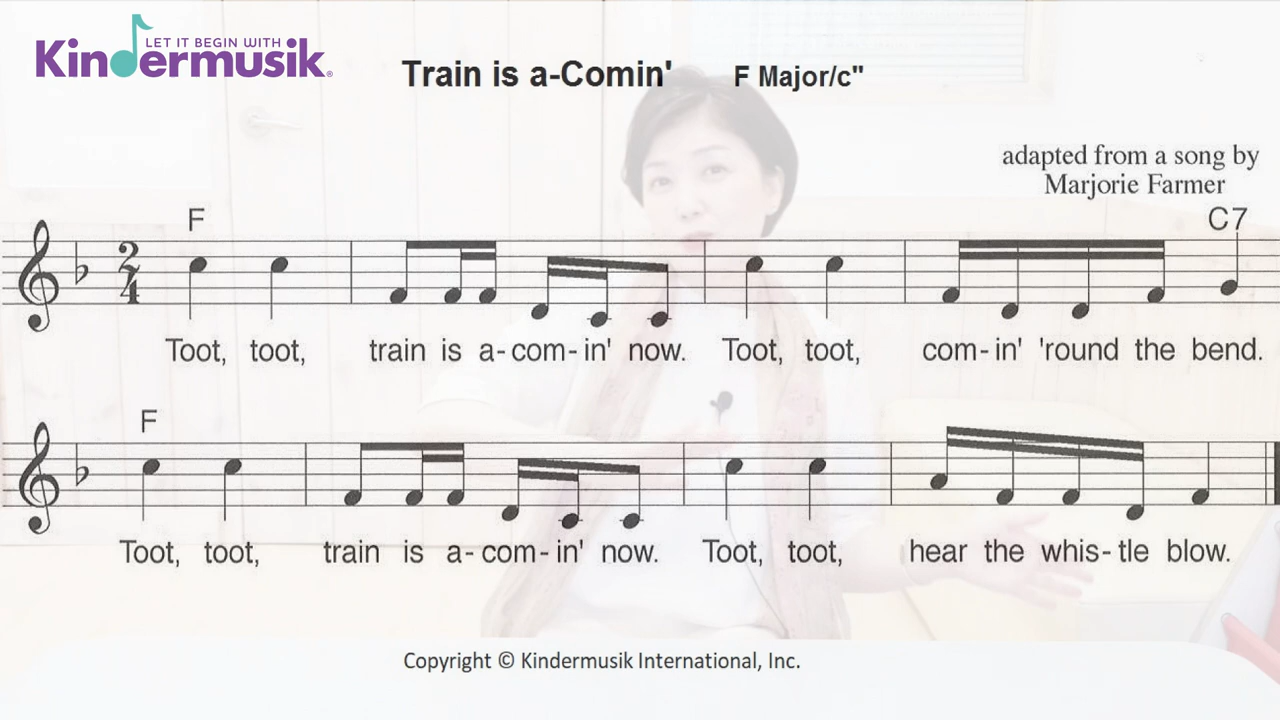 LET IT BEGIN WITH
Kindermusik®
Train is a-Comin' F Major/c"
adapted from a song by
Marjorie Farmer
F C7
2
4
Toot, toot, train is a-com-in' now. Toot, toot, com-in' 'round the bend.
F
Toot, toot, train is a-com-in' now. Toot, toot, hear the whis-tle blow.
Copyright © Kindermusik International, Inc.